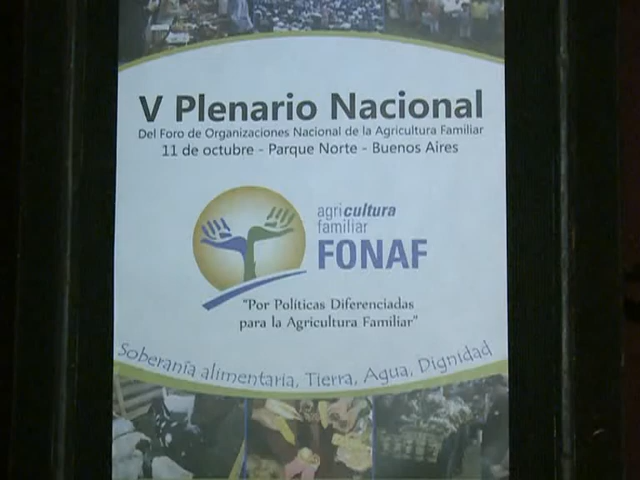 V Plenario Nacional
Del Foro de Organizaciones Nacional de la Agricultura Familiar
11 de octubre - Parque Norte - Buenos Aires
agricultura
familiar
FONAF
"Por Políticas Diferenciadas
para la Agricultura Familiar"
Soberanía alimentaria, Tierra, Agua, Dignidad